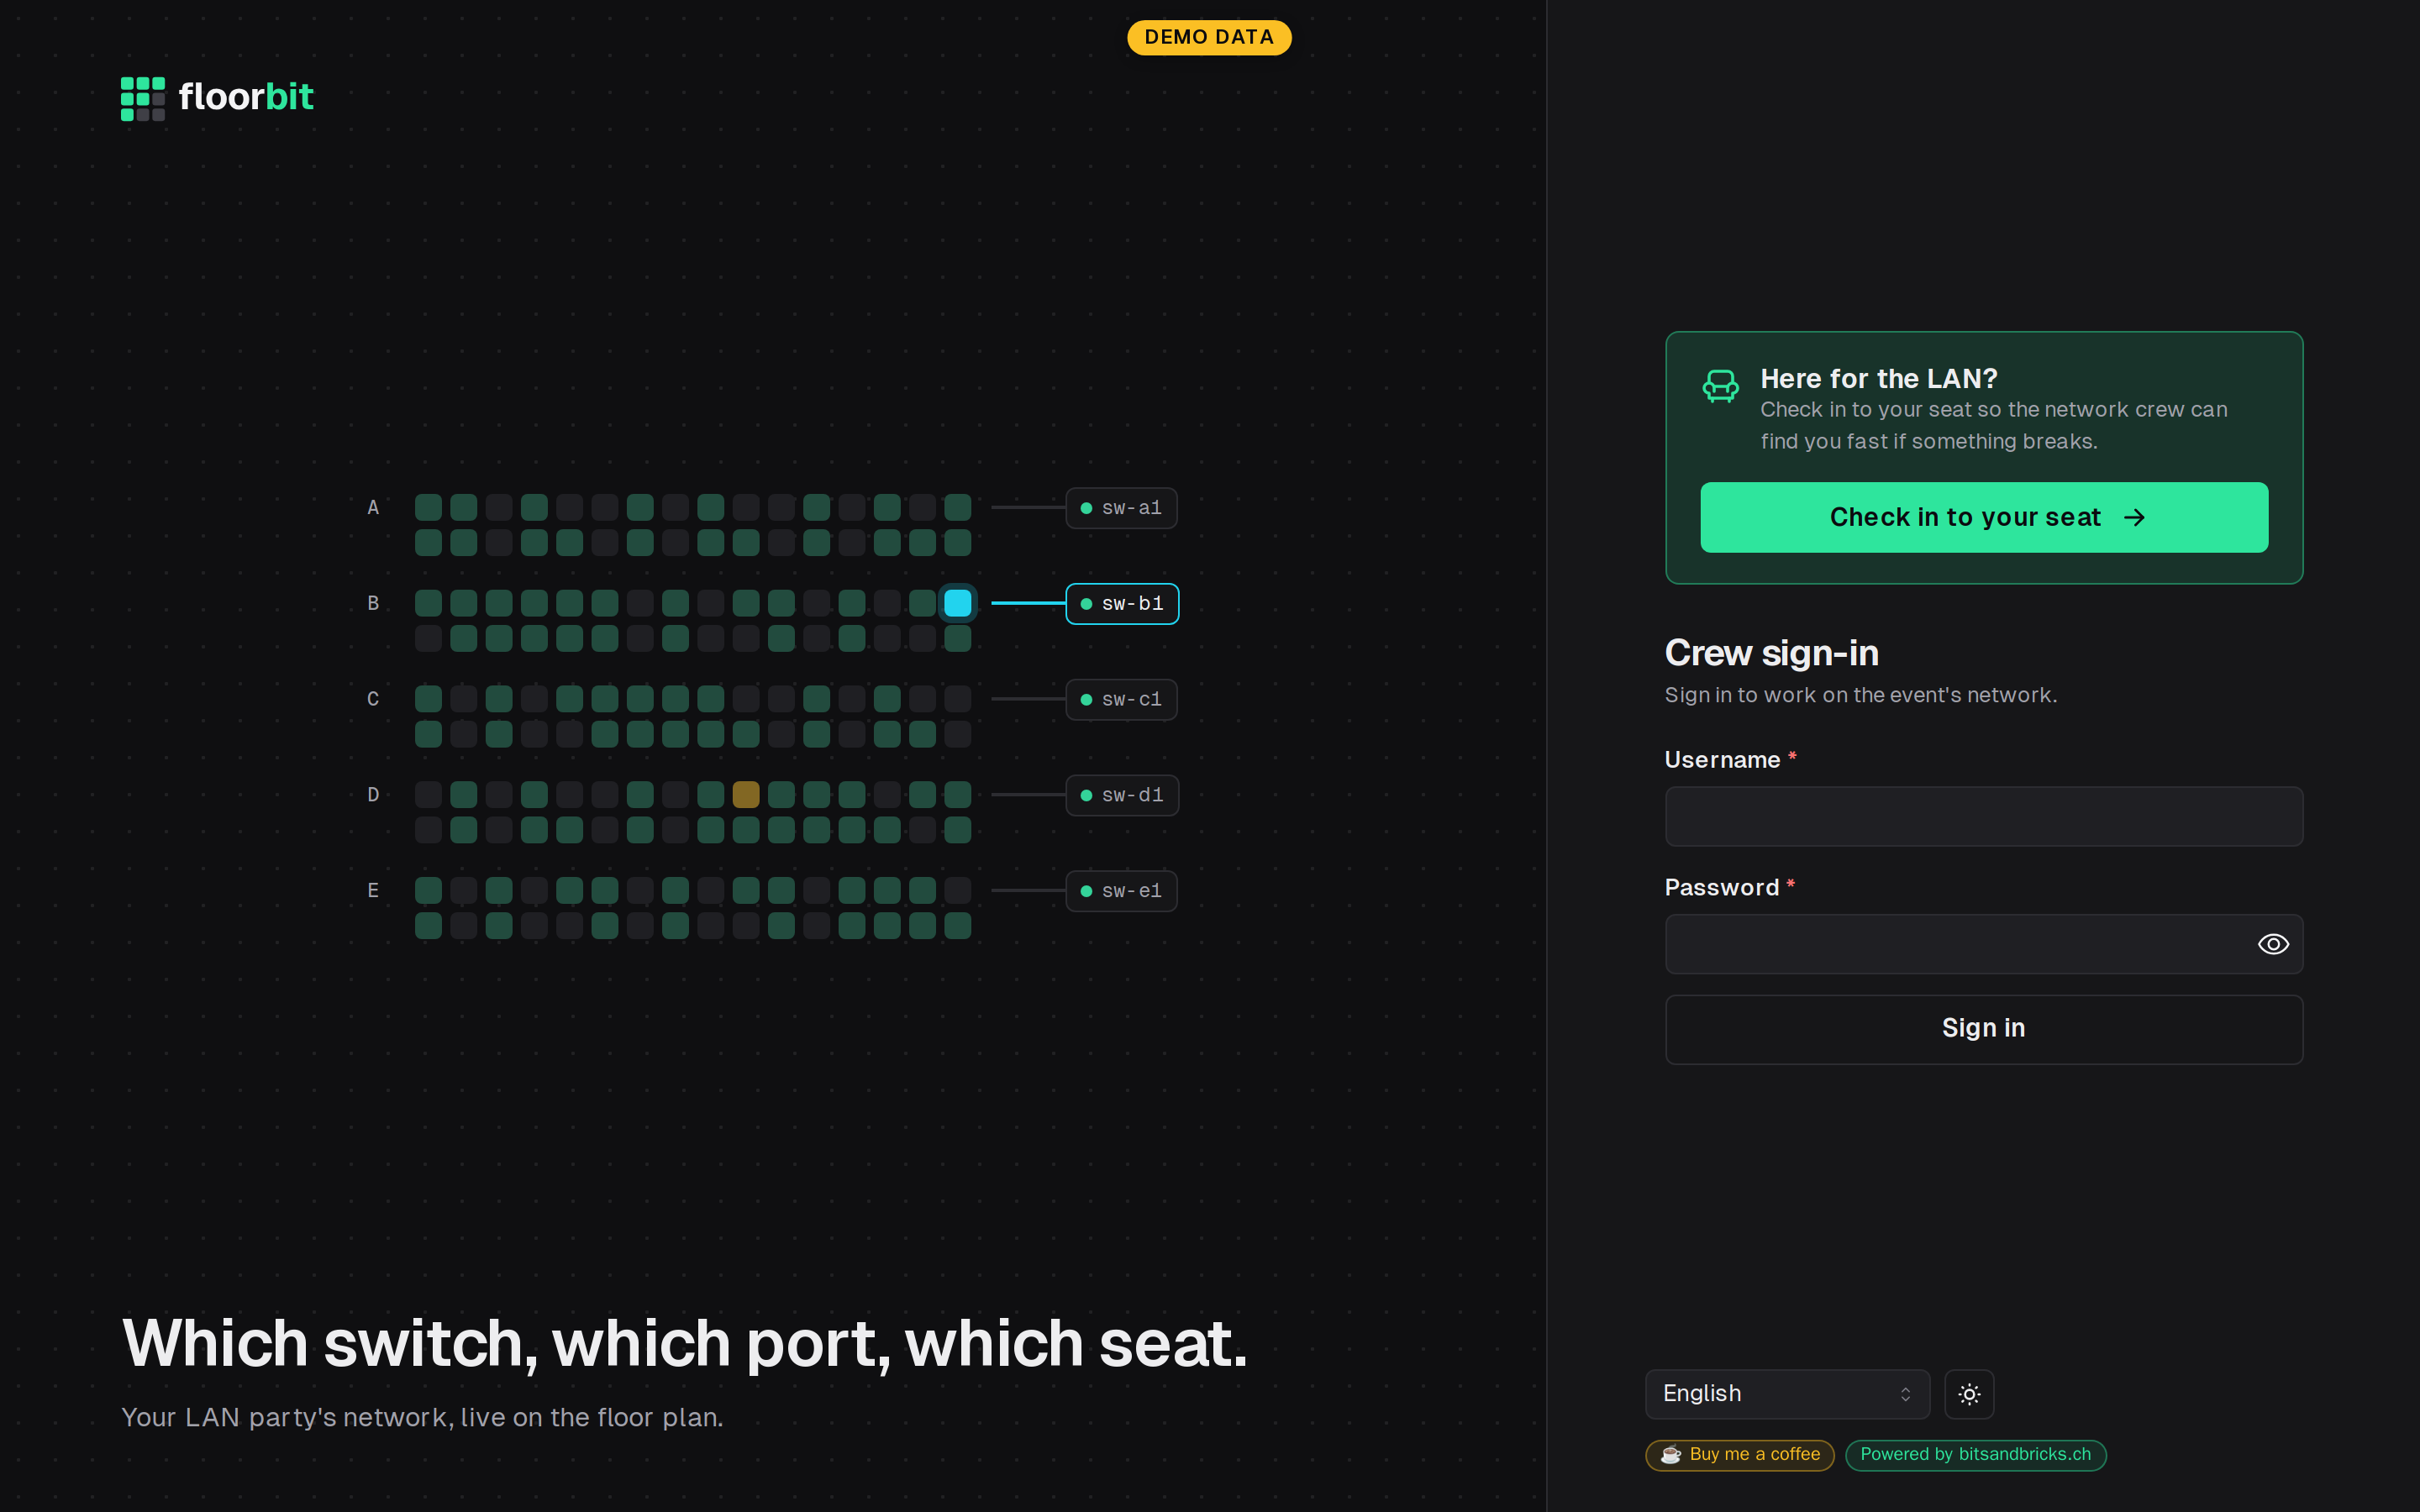 DEMO DATA
floorbit
A
sw-a1
B
sw-b1
C
sw-c1
D
sw-d1
E
sw-e1
Which switch, which port, which seat.
Your LAN party's network, live on the floor plan.
Here for the LAN?
Check in to your seat so the network crew can
find you fast if something breaks.
Check in to your seat →
Crew sign-in
Sign in to work on the event's network.
Username *
Password *
Sign in
English
☕ Buy me a coffee
Powered by bitsandbricks.ch